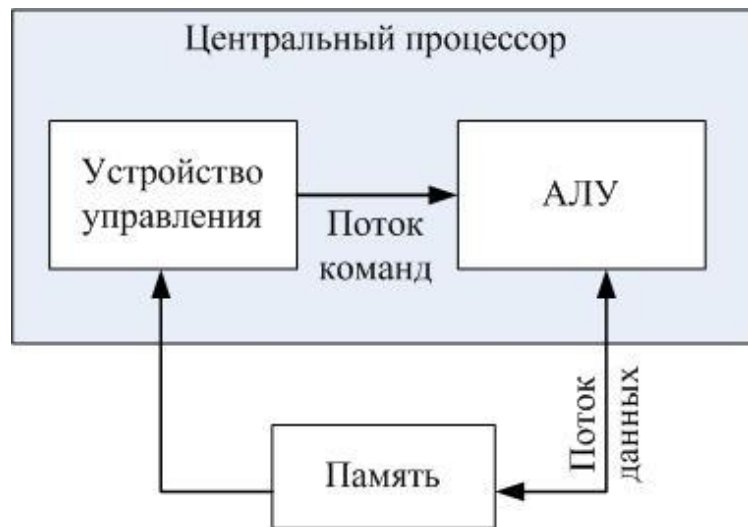 Центральный процессор
Устройство
управления
АЛУ
Поток
команд
Поток
данных
Память